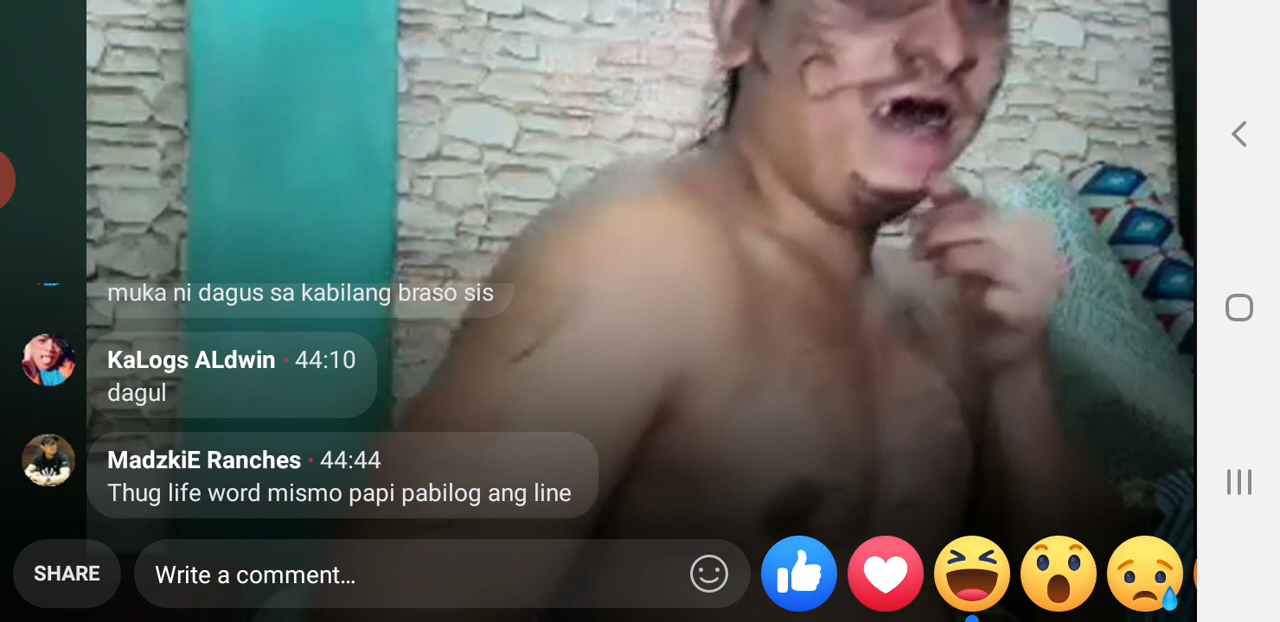 muka ni dagus sa kabilang braso sis
KaLogs ALdwin · 44:10
dagul
MadzkiE Ranches · 44:44
Thug life word mismo papi pabilog ang line
SHARE
Write a comment...